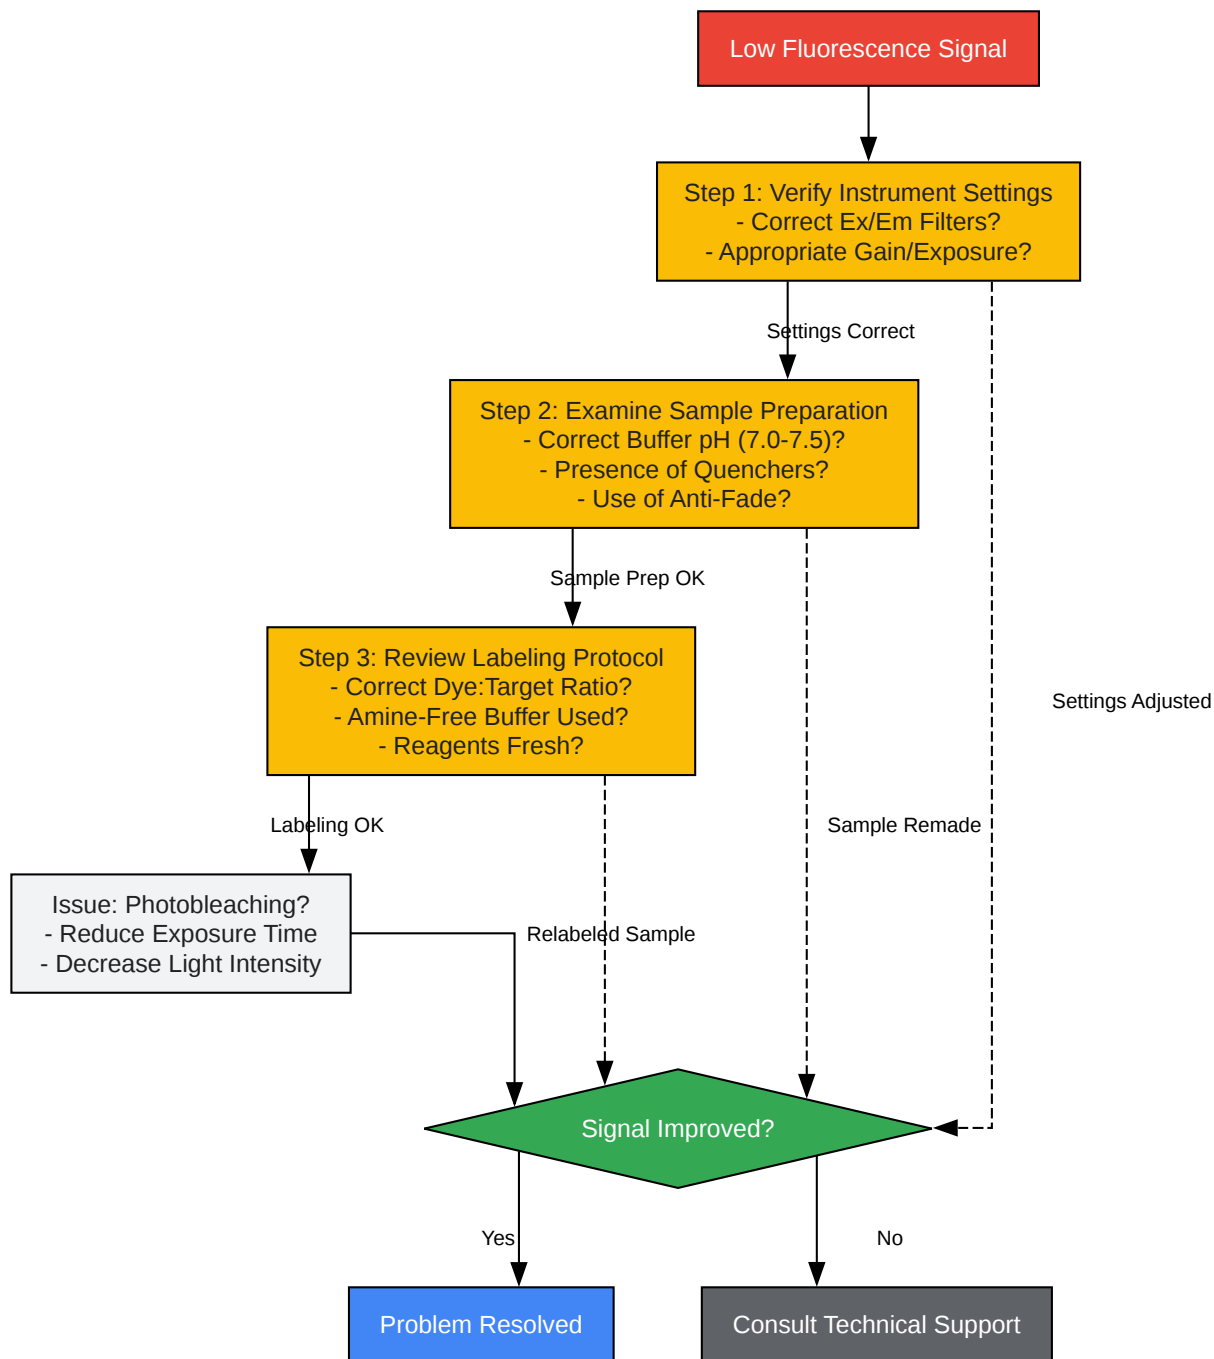 Low Fluorescence Signal
Step 1: Verify Instrument Settings
- Correct Ex/Em Filters?
- Appropriate Gain/Exposure?
Settings Correct
Step 2: Examine Sample Preparation
- Correct Buffer pH (7.0-7.5)?
- Presence of Quenchers?
- Use of Anti-Fade?
Sample Prep OK
Step 3: Review Labeling Protocol
- Correct Dye:Target Ratio?
- Amine-Free Buffer Used?
- Reagents Fresh?
Settings Adjusted
Labeling OK
Sample Remade
Issue: Photobleaching?
- Reduce Exposure Time
- Decrease Light Intensity
Relabeled Sample
Signal Improved?
Yes
No
Problem Resolved
Consult Technical Support